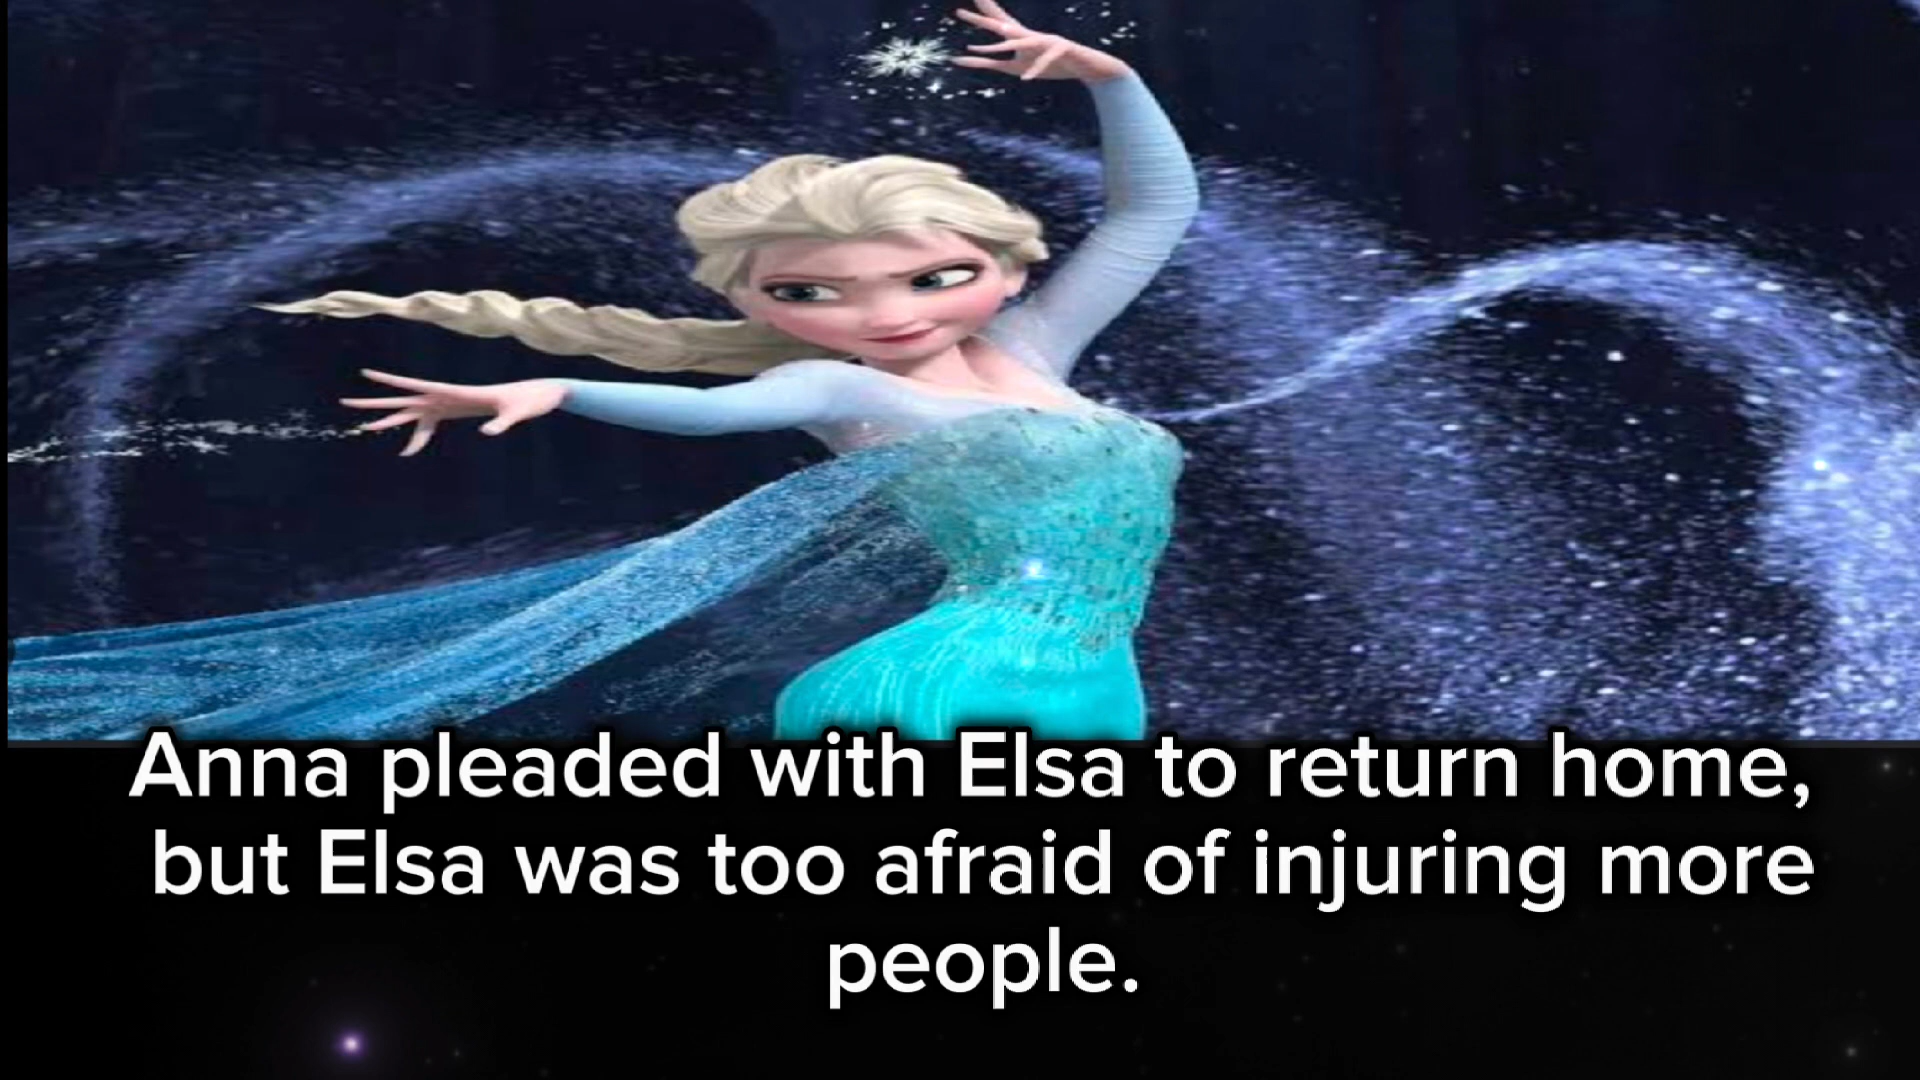 Anna pleaded with Elsa to return home,
but Elsa was too afraid of injuring more
people.